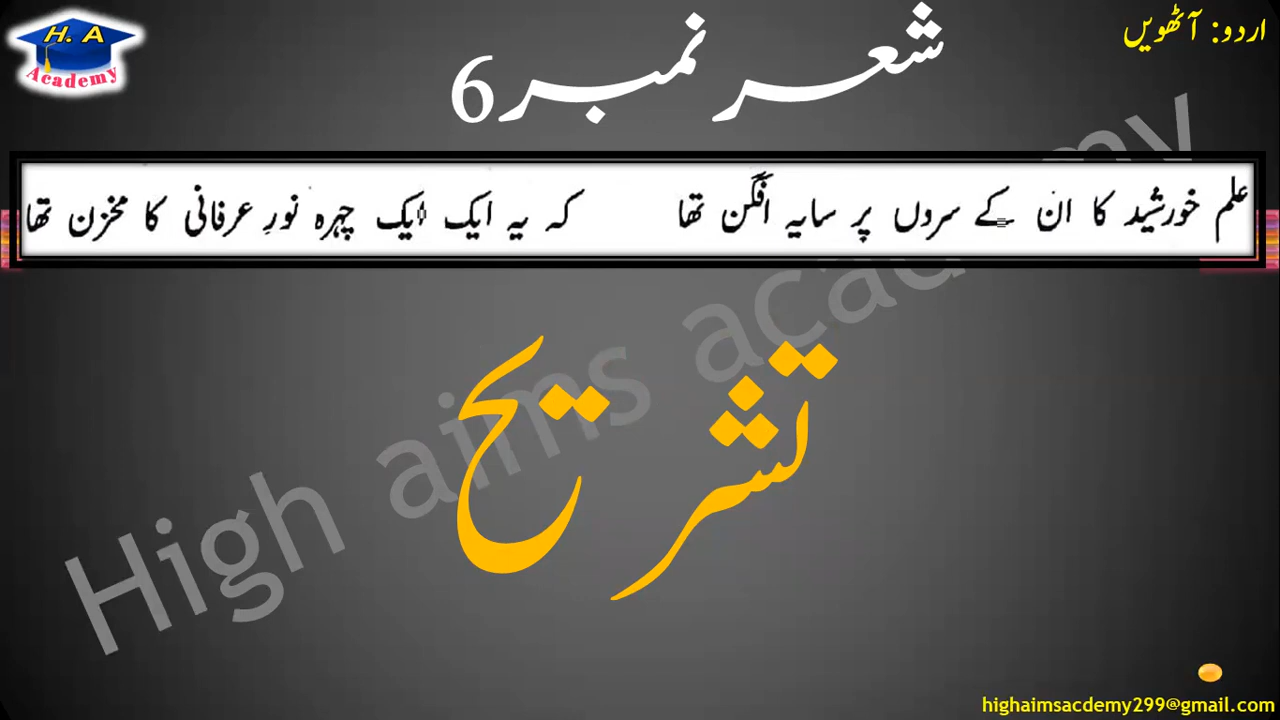 H. A
Academy
اردو: آٹھویں
شعر نمبر 6
علم خورشید کا ان کے سروں پر سایہ افگن تھا کہ یہ ایک ایک چہرہ نورِ عرفانی کا مخزن تھا
تشریح
High aims academy
highaimsacdemy299@gmail.com